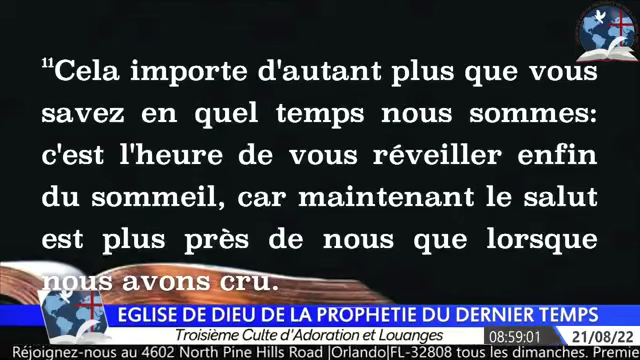 ¹¹Cela importe d'autant plus que vous
savez en quel temps nous sommes:
c'est l'heure de vous réveiller enfin
du sommeil, car maintenant le salut
est plus près de nous que lorsque
nous avons cru.
EGLISE DE DIEU DE LA PROPHETIE DU DERNIER TEMPS
Troisième Culte d'Adoration et Louanges 08:59:01 21/08/22
Réjoignez-nous au 4602 North Pine Hills Road |Orlando|FL-32808 tous les dimanches. Prem